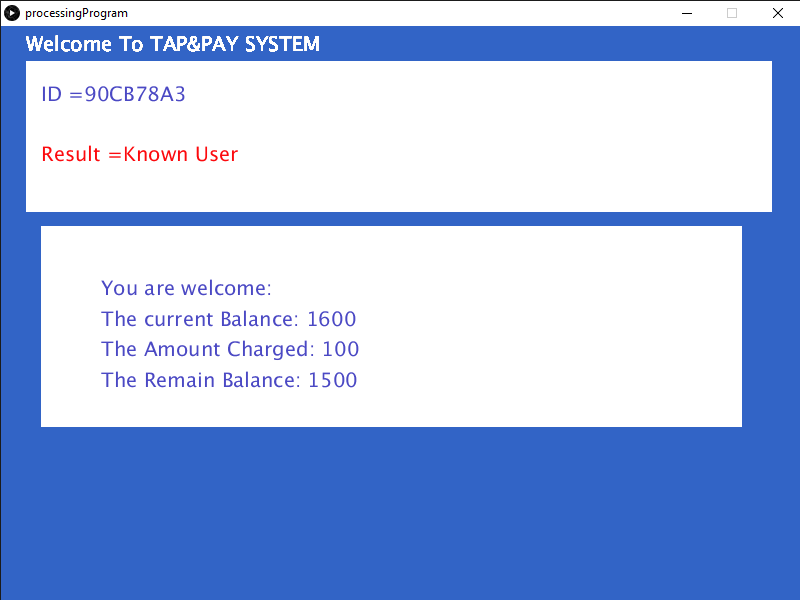 processingProgram
Welcome To TAP&PAY SYSTEM
ID =90CB78A3
Result =Known User
You are welcome:
The current Balance: 1600
The Amount Charged: 100
The Remain Balance: 1500